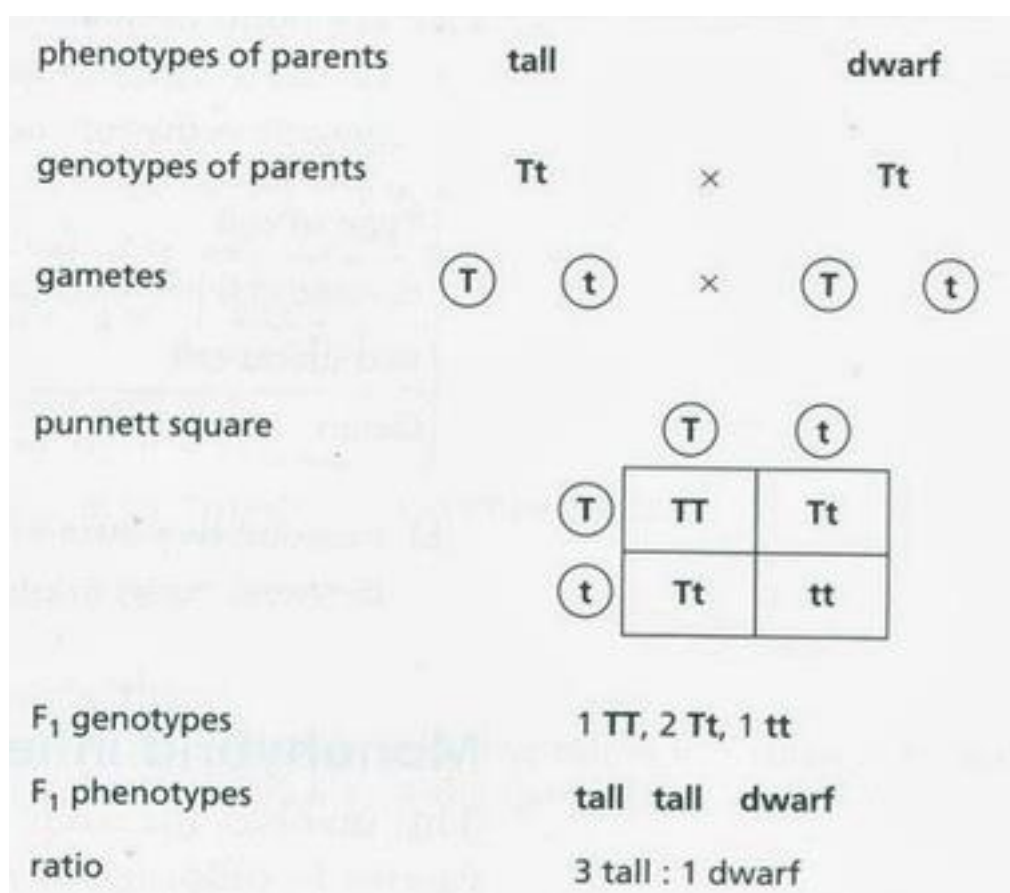 phenotypes of parents tall dwarf
genotypes of parents Tt × Tt
gametes T t × T t
punnett square T t
T TT Tt
t Tt tt
F₁ genotypes 1 TT, 2 Tt, 1 tt
F₁ phenotypes tall tall dwarf
ratio 3 tall : 1 dwarf